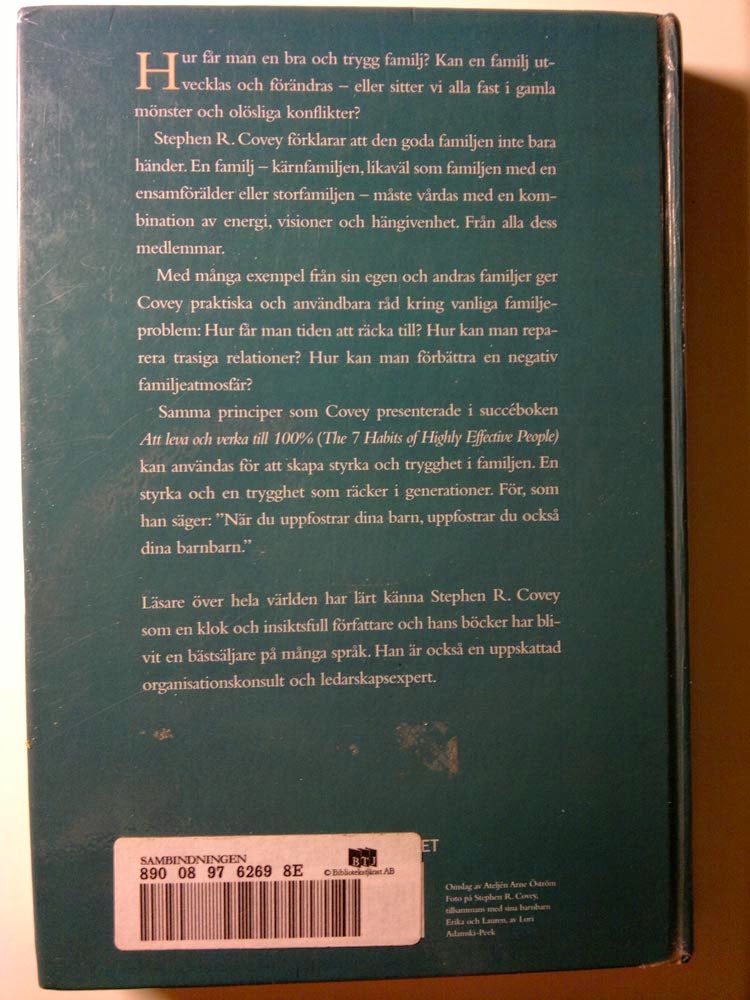 Hur får man en bra och trygg familj? Kan en familj ut-
vecklas och förändras – eller sitter vi alla fast i gamla
mönster och olösliga konflikter?
Stephen R. Covey förklarar att den goda familjen inte bara
händer. En familj – kärnfamiljen, likaväl som familjen med en
ensamförälder eller storfamiljen – måste vårdas med en kom-
bination av energi, visioner och hängivenhet. Från alla dess
medlemmar.
Med många exempel från sin egen och andras familjer ger
Covey praktiska och användbara råd kring vanliga familje-
problem: Hur får man tiden att räcka till? Hur kan man repa-
rera trasiga relationer? Hur kan man förbättra en negativ
familjeatmosfär?
Samma principer som Covey presenterade i succéboken
Att leva och verka till 100% (The 7 Habits of Highly Effective People)
kan användas för att skapa styrka och trygghet i familjen. En
styrka och en trygghet som räcker i generationer. För, som
han säger: ”När du uppfostrar dina barn, uppfostrar du också
dina barnbarn.”
Läsare över hela världen har lärt känna Stephen R. Covey
som en klok och insiktsfull författare och hans böcker har bli-
vit en bästsäljare på många språk. Han är också en uppskattad
organisationskonsult och ledarskapsexpert.
ET
SAMBINDNINGEN
890 08 97 6269 8E
BTJ
© Bibliotekstjänst AB
Omslag av Ateljén Arne Öström
Foto på Stephen R. Covey,
tillsammans med sina barnbarn
Erika och Lauren, av Lori
Adamski-Peek